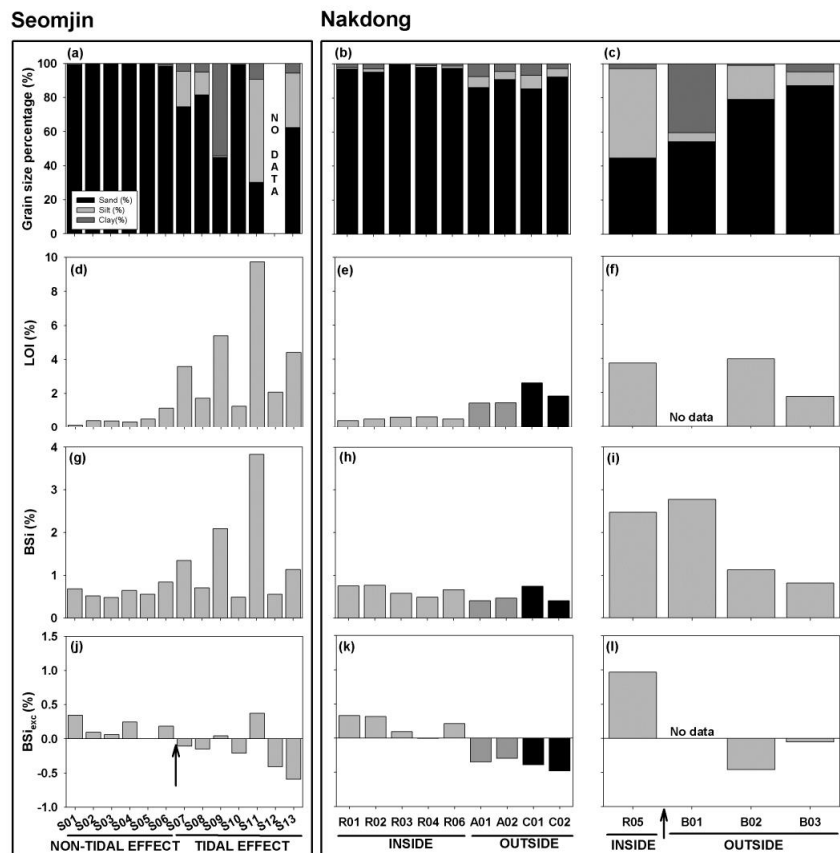 Seomjin
Nakdong
(a)
(b)
(c)
Grain size percentage (%)
100
80
60
40
20
0
NO DATA
Sand (%)
Silt (%)
Clay(%)
(d)
(e)
(f)
LOI (%)
10
8
6
4
2
0
No data
(g)
(h)
(i)
BSi (%)
4
3
2
1
0
(j)
(k)
(l)
BSiexc (%)
1.5
1.0
0.5
0.0
-0.5
-1.0
No data
S01 S02 S03 S04 S05 S06 S07 S08 S09 S10 S11 S12 S13
R01 R02 R03 R04 R06 A01 A02 C01 C02
R05 B01 B02 B03
NON-TIDAL EFFECT TIDAL EFFECT
INSIDE OUTSIDE
INSIDE OUTSIDE